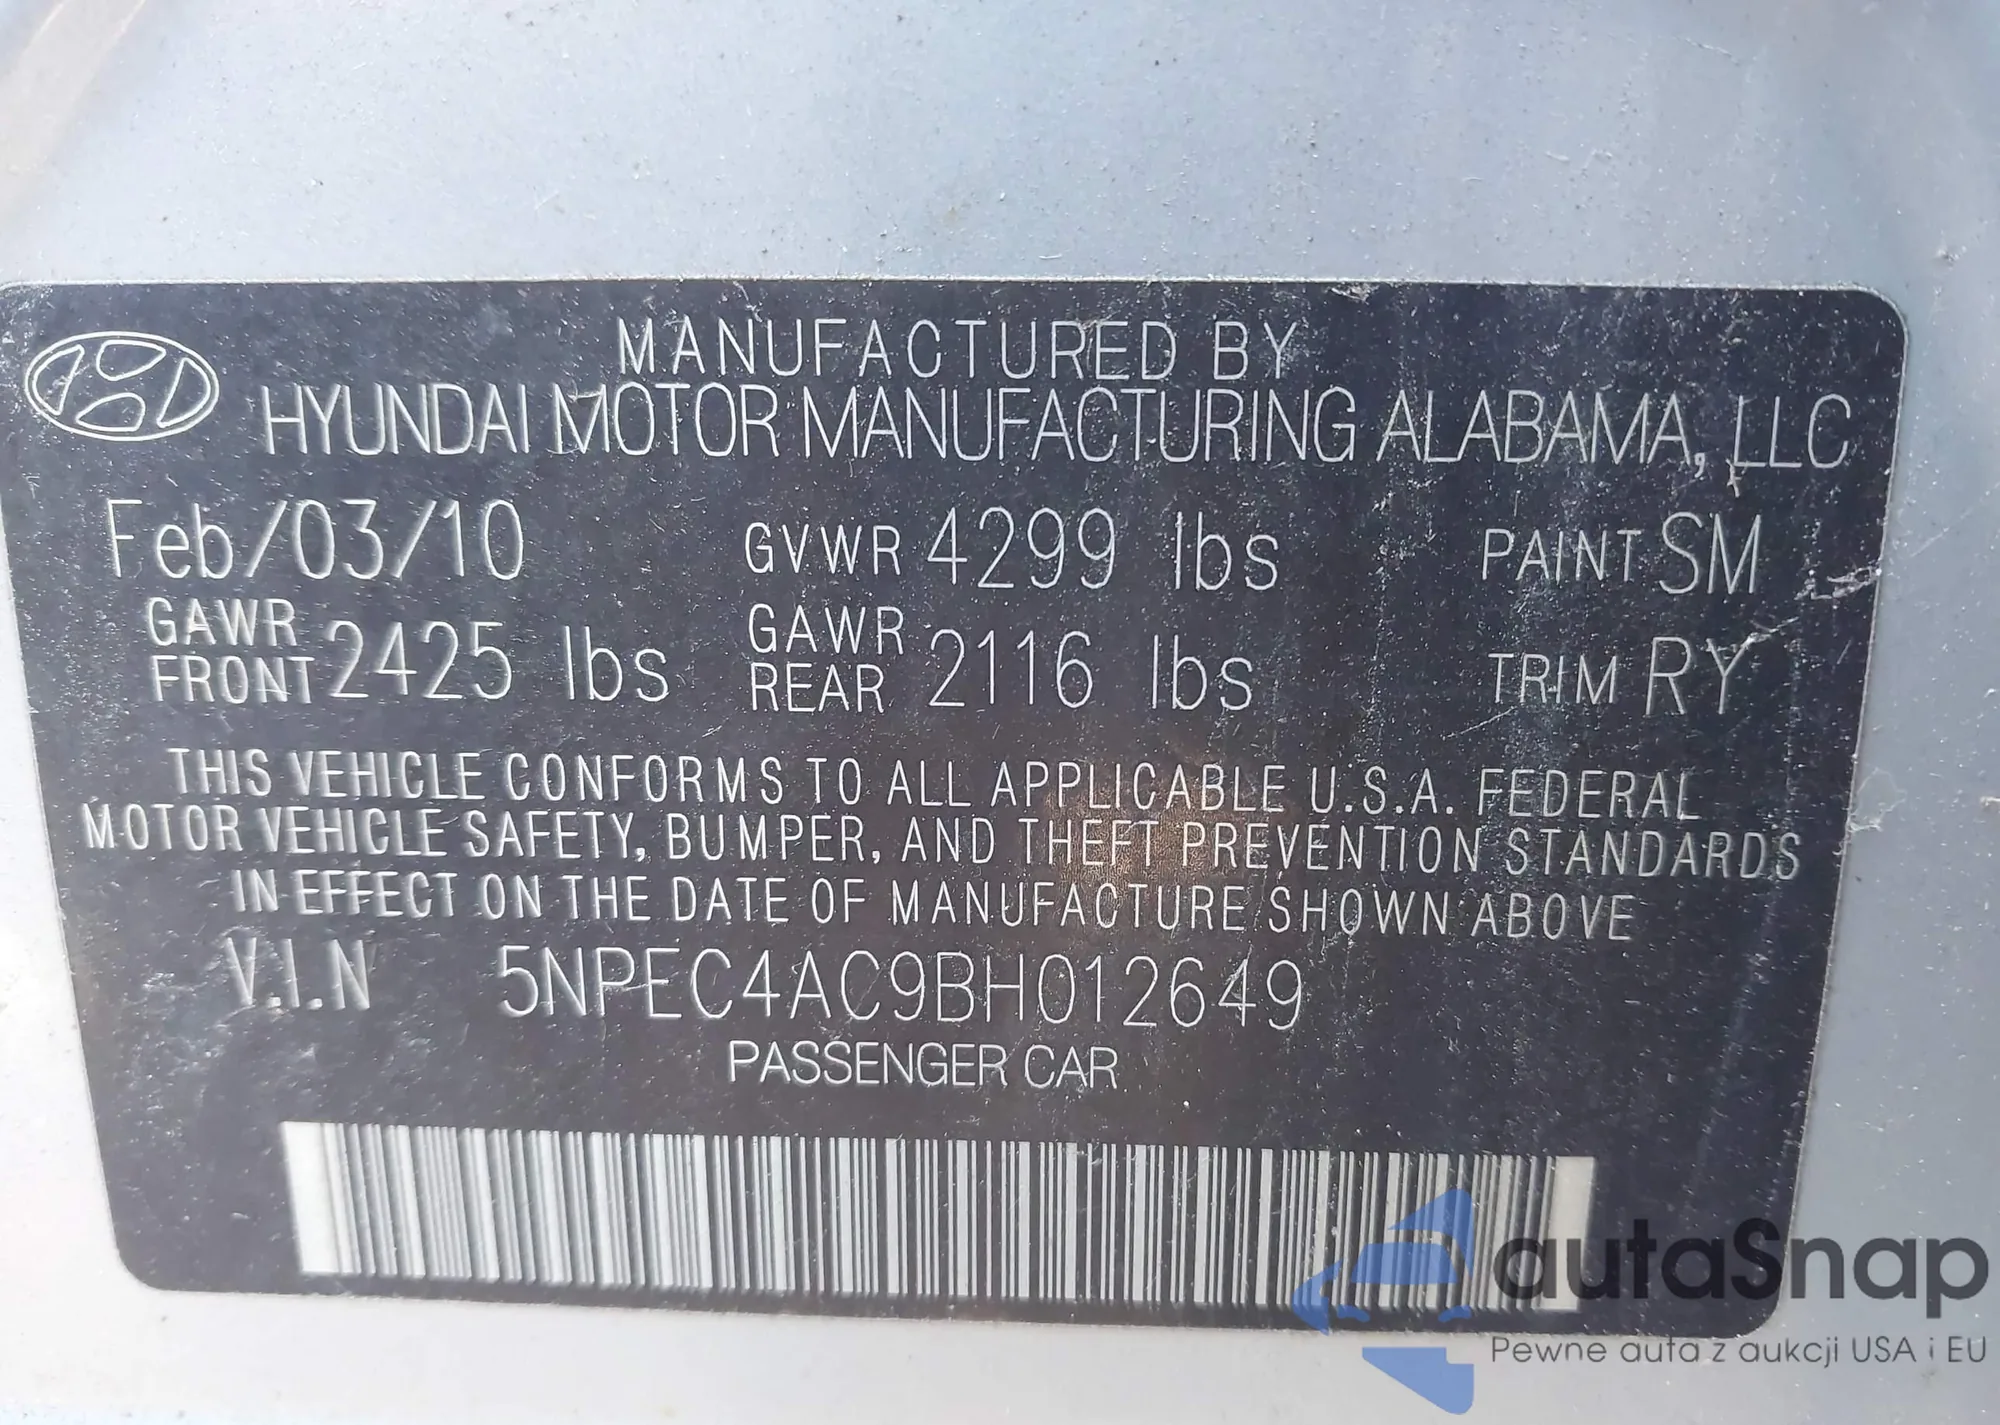 MANUFACTURED BY
HYUNDAI MOTOR MANUFACTURING ALABAMA, LLC
Feb/03/10 GVWR 4299 lbs PAINT SM
GAWR FRONT 2425 lbs GAWR REAR 2116 lbs TRIM RY
THIS VEHICLE CONFORMS TO ALL APPLICABLE U.S.A. FEDERAL
MOTOR VEHICLE SAFETY, BUMPER, AND THEFT PREVENTION STANDARDS
IN EFFECT ON THE DATE OF MANUFACTURE SHOWN ABOVE
V.I.N 5NPEC4AC9BH012649
PASSENGER CAR
autaSnap
Pewne auta z aukcji USA i EU